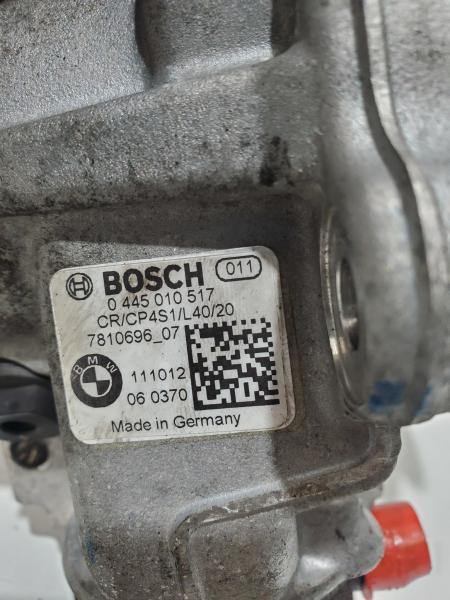 BOSCH 011
0 445 010 517
CR/CP4S1/L40/20
7810696_07
BMW
111012
06 0370
Made in Germany